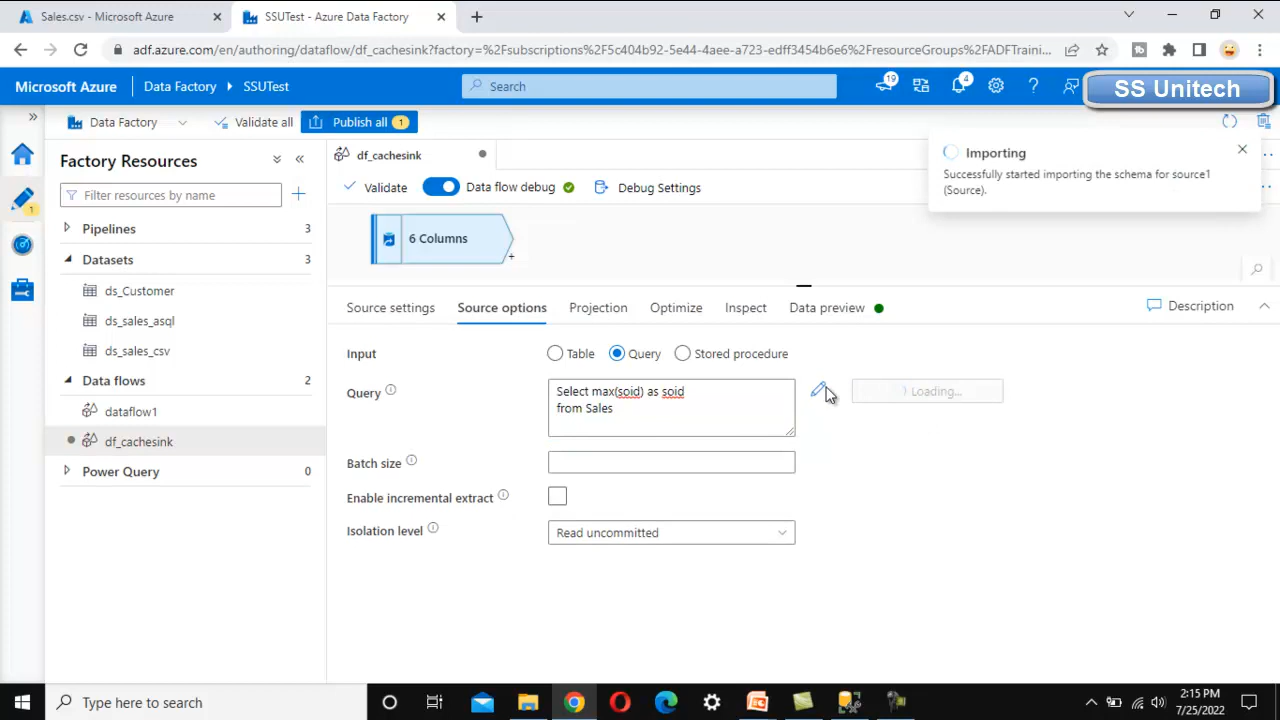 Sales.csv - Microsoft Azure
SSUTest - Azure Data Factory
adf.azure.com/en/authoring/dataflow/df_cachesink?factory=%2Fsubscriptions%2F5c404b92-5e44-4aee-a723-edff3454b6e6%2FresourceGroups%2FADFTraini...
Microsoft Azure
Data Factory
SSUTest
Search
19
4
SS Unitech
Data Factory
Validate all
Publish all
1
Importing
Successfully started importing the schema for source1
(Source).
Factory Resources
df_cachesink
Filter resources by name
Validate
Data flow debug
Debug Settings
1
Pipelines
3
6 Columns
+
Datasets
3
ds_Customer
ds_sales_asql
ds_sales_csv
Data flows
2
dataflow1
df_cachesink
Power Query
0
Source settings
Source options
Projection
Optimize
Inspect
Data preview
Description
Input
Table
Query
Stored procedure
Query
Select max(soid) as soid
from Sales
Loading...
Batch size
Enable incremental extract
Isolation level
Read uncommitted
Type here to search
2:15 PM
7/25/2022